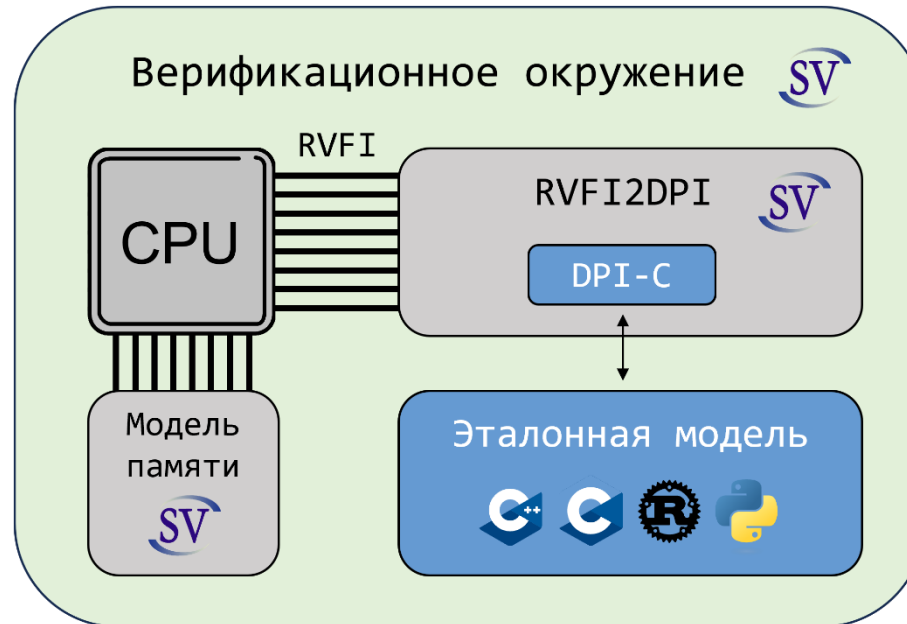 Верификационное окружение SV
RVFI
CPU
RVFI2DPI SV
DPI-C
Модель
памяти
SV
Эталонная модель
C++ C R